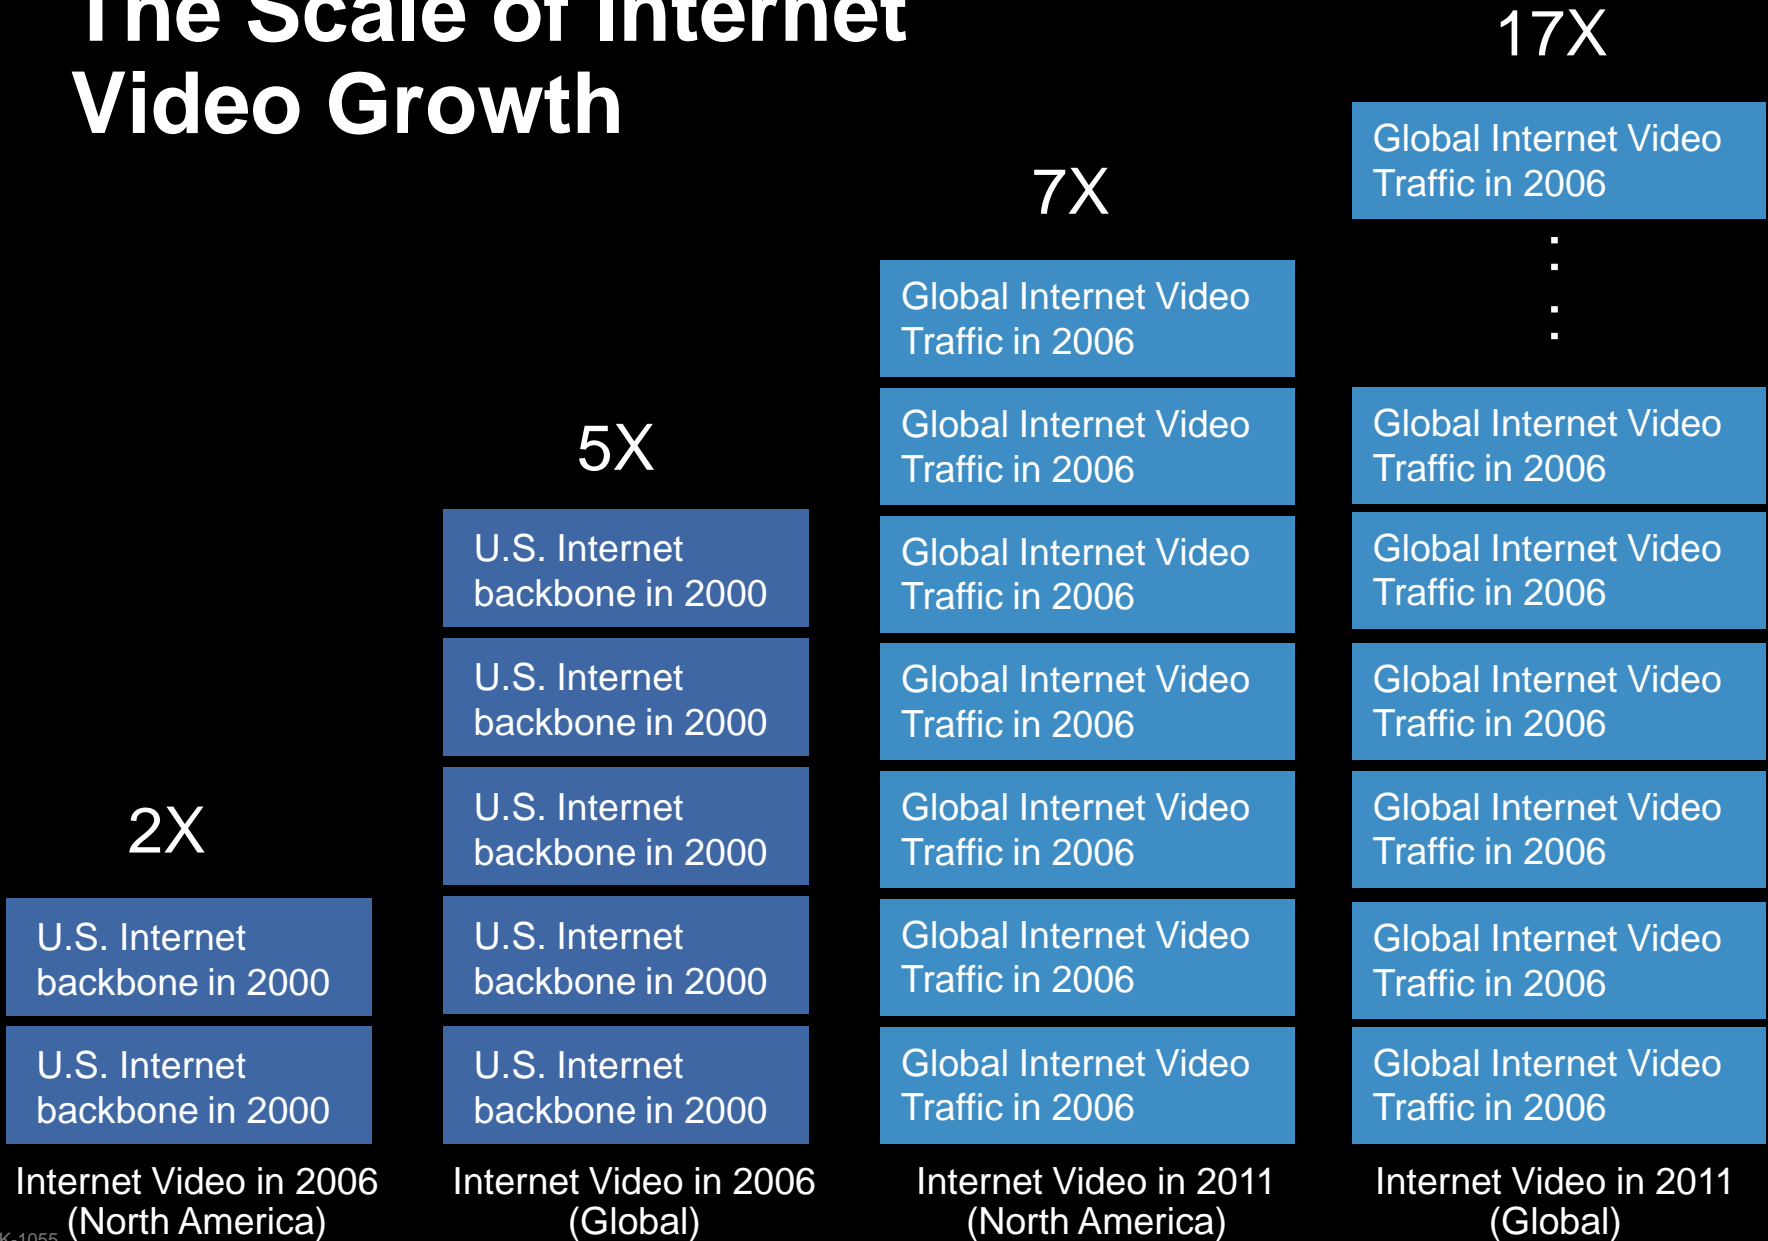 The Scale of Internet
Video Growth
2X
U.S. Internet
backbone in 2000
U.S. Internet
backbone in 2000
Internet Video in 2006
(North America)
5X
U.S. Internet
backbone in 2000
U.S. Internet
backbone in 2000
U.S. Internet
backbone in 2000
U.S. Internet
backbone in 2000
U.S. Internet
backbone in 2000
Internet Video in 2006
(Global)
7X
Global Internet Video
Traffic in 2006
Global Internet Video
Traffic in 2006
Global Internet Video
Traffic in 2006
Global Internet Video
Traffic in 2006
Global Internet Video
Traffic in 2006
Global Internet Video
Traffic in 2006
Global Internet Video
Traffic in 2006
Internet Video in 2011
(North America)
17X
Global Internet Video
Traffic in 2006
Global Internet Video
Traffic in 2006
Global Internet Video
Traffic in 2006
Global Internet Video
Traffic in 2006
Global Internet Video
Traffic in 2006
Global Internet Video
Traffic in 2006
Global Internet Video
Traffic in 2006
Internet Video in 2011
(Global)